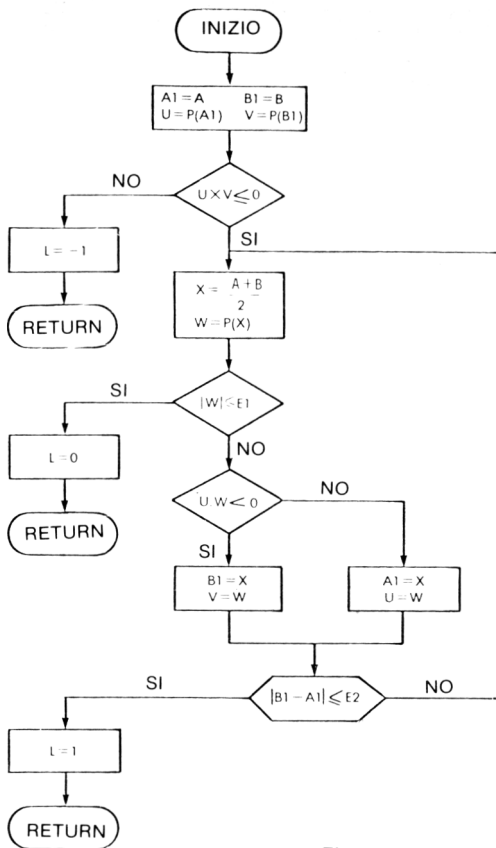 INIZIO
A1=A B1=B
U=P(A1) V=P(B1)
U×V≤0
NO
SI
L=-1
RETURN
X= A+B
2
W=P(X)
|W|≤E1
SI
NO
L=0
RETURN
U.W<0
NO
SI
B1=X
V=W
A1=X
U=W
|B1-A1|≤E2
SI
NO
L=1
RETURN